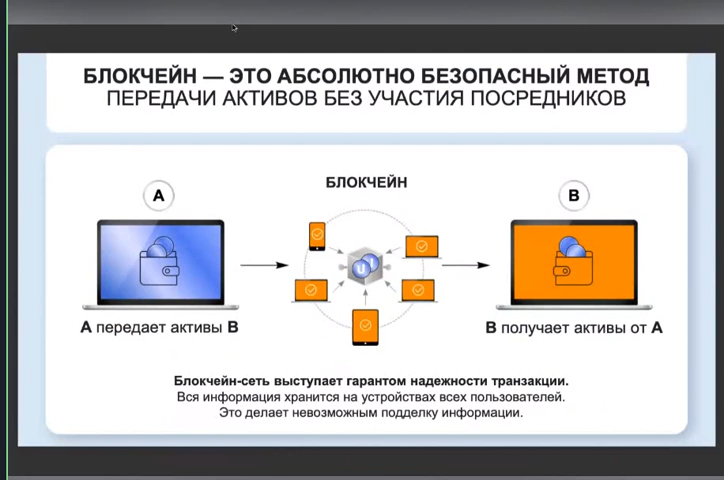 БЛОКЧЕЙН — ЭТО АБСОЛЮТНО БЕЗОПАСНЫЙ МЕТОД
ПЕРЕДАЧИ АКТИВОВ БЕЗ УЧАСТИЯ ПОСРЕДНИКОВ
БЛОКЧЕЙН
A
B
U
A передает активы B
B получает активы от A
Блокчейн-сеть выступает гарантом надежности транзакции.
Вся информация хранится на устройствах всех пользователей.
Это делает невозможным подделку информации.